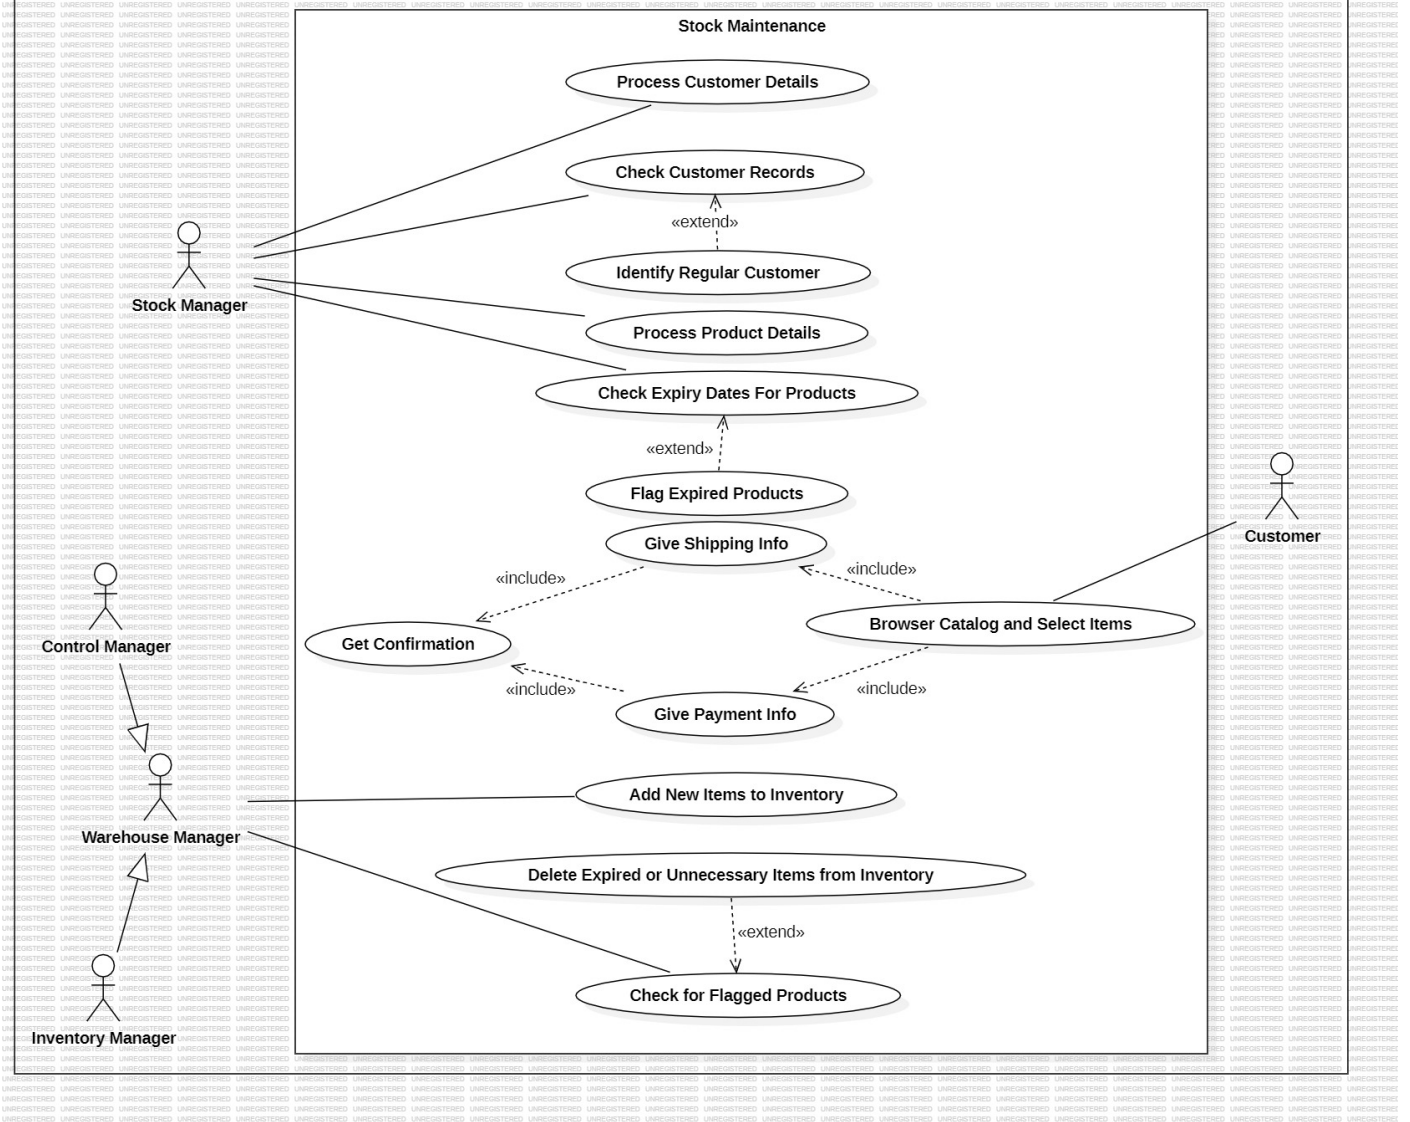 Stock Maintenance
Process Customer Details
Check Customer Records
«extend»
Identify Regular Customer
Stock Manager
Process Product Details
Check Expiry Dates For Products
«extend»
Flag Expired Products
Give Shipping Info
Customer
«include»
«include»
Browser Catalog and Select Items
Get Confirmation
Control Manager
«include»
«include»
Give Payment Info
Add New Items to Inventory
Warehouse Manager
Delete Expired or Unnecessary Items from Inventory
«extend»
Check for Flagged Products
Inventory Manager
UNREGISTERED